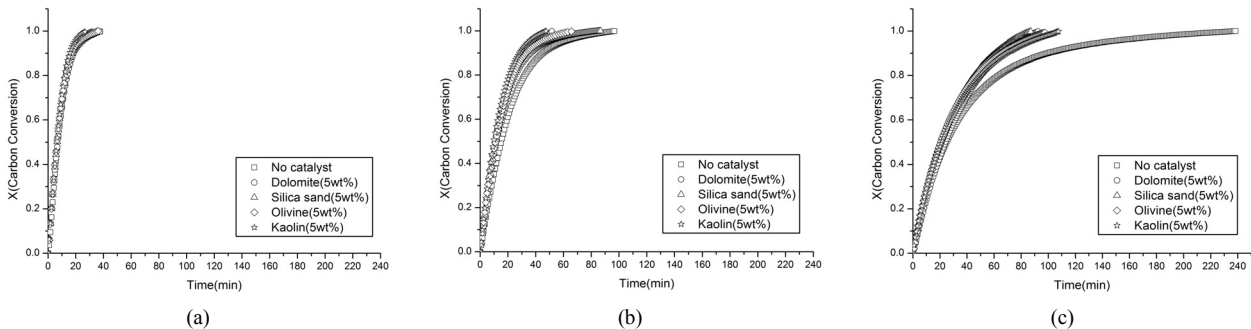 1.0
0.8
0.6
0.4
0.2
0.0
X(Carbon Conversion)
No catalyst
Dolomite(5wt%)
Silica sand(5wt%)
Olivine(5wt%)
Kaolin(5wt%)
0 20 40 60 80 100 120 140 160 180 200 220 240
Time(min)
(a)
1.0
0.8
0.6
0.4
0.2
0.0
X(Carbon Conversion)
No catalyst
Dolomite(5wt%)
Silica sand(5wt%)
Olivine(5wt%)
Kaolin(5wt%)
0 20 40 60 80 100 120 140 160 180 200 220 240
Time(min)
(b)
1.0
0.8
0.6
0.4
0.2
0.0
X(Carbon Conversion)
No catalyst
Dolomite(5wt%)
Silica sand(5wt%)
Olivine(5wt%)
Kaolin(5wt%)
0 20 40 60 80 100 120 140 160 180 200 220 240
Time(min)
(c)